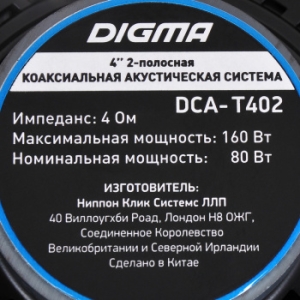 DIGMA
4" 2-полосная
КОАКСИАЛЬНАЯ АКУСТИЧЕСКАЯ СИСТЕМА
DCA-T402
Импеданс: 4 Ом
Максимальная мощность: 160 Вт
Номинальная мощность: 80 Вт
ИЗГОТОВИТЕЛЬ:
Ниппон Клик Системс ЛЛП
40 Виллоугхби Роад, Лондон Н8 ОЖГ,
Соединенное Королевство
Великобритании и Северной Ирландии
Сделано в Китае